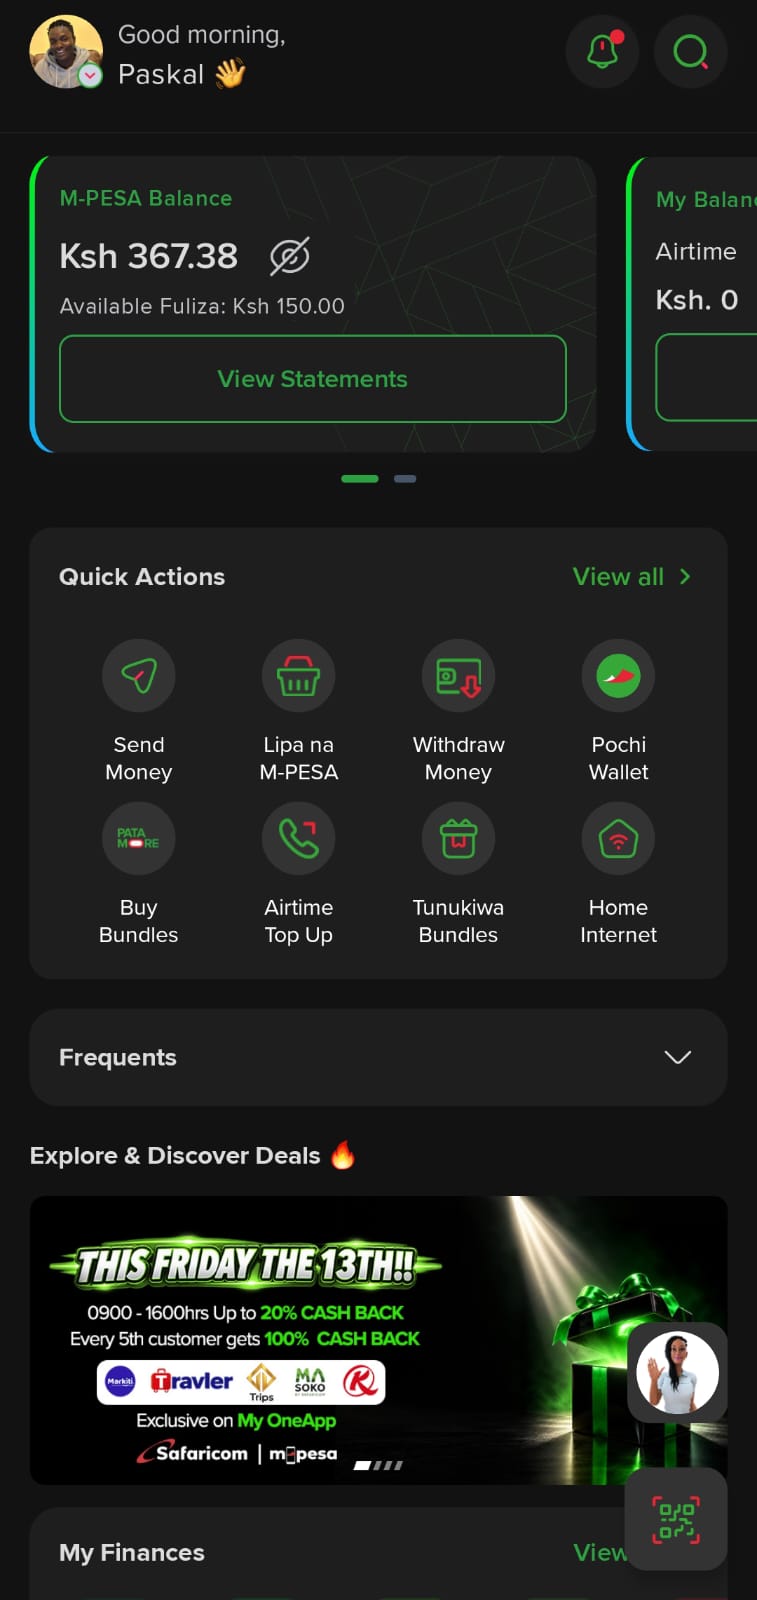 Good morning,
Paskal 👋
M-PESA Balance
Ksh 367.38
Available Fuliza: Ksh 150.00
View Statements
My Balan
Airtime
Ksh. 0
Quick Actions
View all
Send Money
Lipa na M-PESA
Withdraw Money
Pochi Wallet
PATA MORE
Buy Bundles
Airtime Top Up
Tunukiwa Bundles
Home Internet
Frequents
Explore & Discover Deals 🔥
THIS FRIDAY THE 13TH!!
0900 - 1600hrs Up to 20% CASH BACK
Every 5th customer gets 100% CASH BACK
Markiti Travler Trips MASOKO
Exclusive on My OneApp
Safaricom | m-pesa
My Finances
View